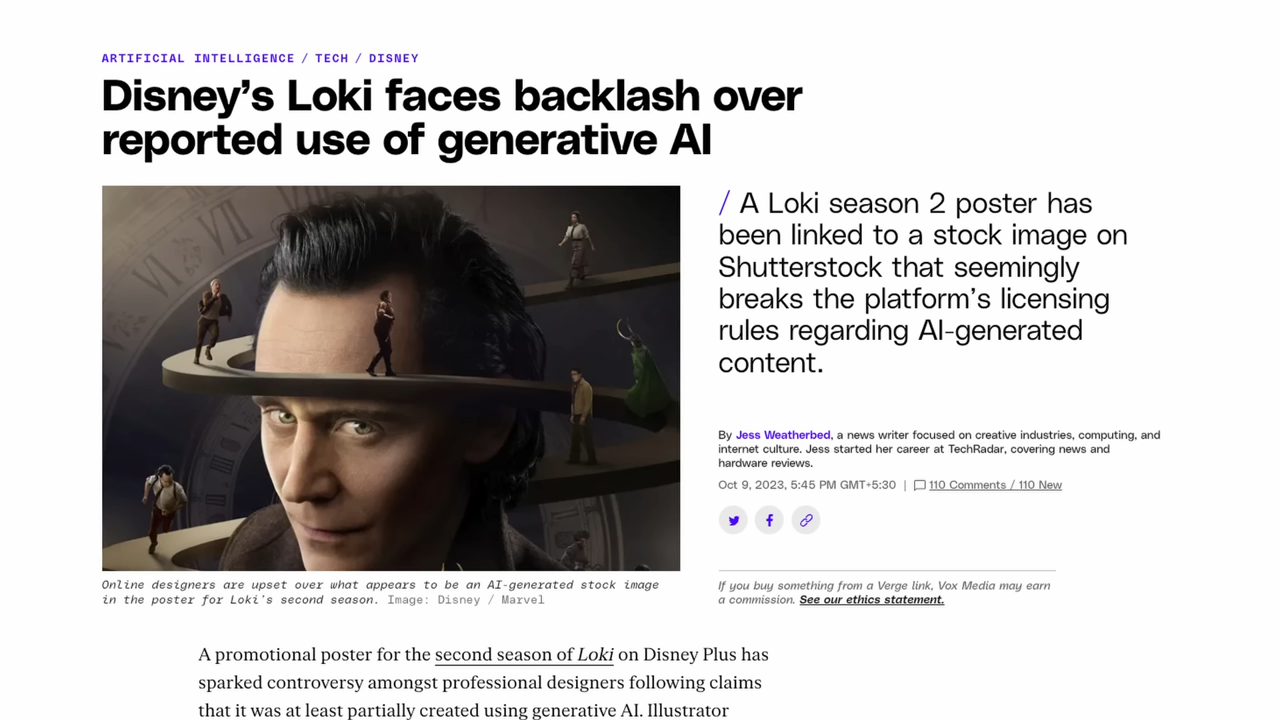 ARTIFICIAL INTELLIGENCE / TECH / DISNEY
Disney’s Loki faces backlash over
reported use of generative AI
/ A Loki season 2 poster has
been linked to a stock image on
Shutterstock that seemingly
breaks the platform’s licensing
rules regarding AI-generated
content.
By Jess Weatherbed, a news writer focused on creative industries, computing, and
internet culture. Jess started her career at TechRadar, covering news and
hardware reviews.
Oct 9, 2023, 5:45 PM GMT+5:30 | 110 Comments / 110 New
If you buy something from a Verge link, Vox Media may earn
a commission. See our ethics statement.
VI
VII
Online designers are upset over what appears to be an AI-generated stock image
in the poster for Loki’s second season. Image: Disney / Marvel
A promotional poster for the second season of Loki on Disney Plus has
sparked controversy amongst professional designers following claims
that it was at least partially created using generative AI. Illustrator